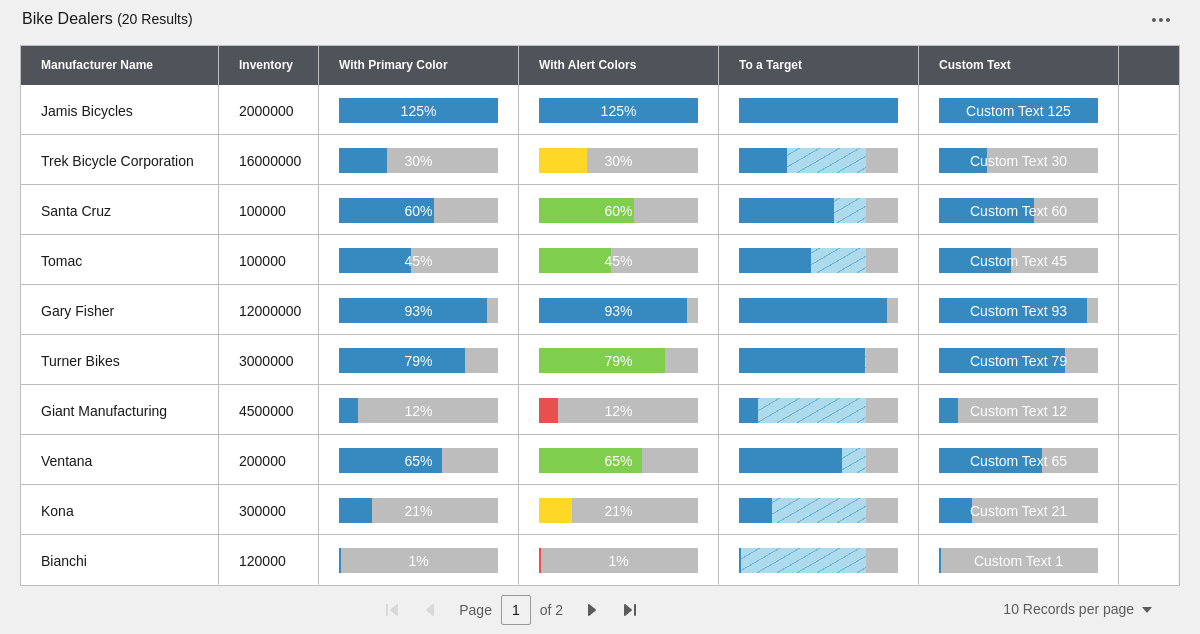 Bike Dealers (20 Results)
Manufacturer Name Inventory With Primary Color With Alert Colors To a Target Custom Text
Jamis Bicycles 2000000 125% 125% Custom Text 125
Trek Bicycle Corporation 16000000 30% 30% Custom Text 30
Santa Cruz 100000 60% 60% Custom Text 60
Tomac 100000 45% 45% Custom Text 45
Gary Fisher 12000000 93% 93% Custom Text 93
Turner Bikes 3000000 79% 79% Custom Text 79
Giant Manufacturing 4500000 12% 12% Custom Text 12
Ventana 200000 65% 65% Custom Text 65
Kona 300000 21% 21% Custom Text 21
Bianchi 120000 1% 1% Custom Text 1
Page 1 of 2 10 Records per page